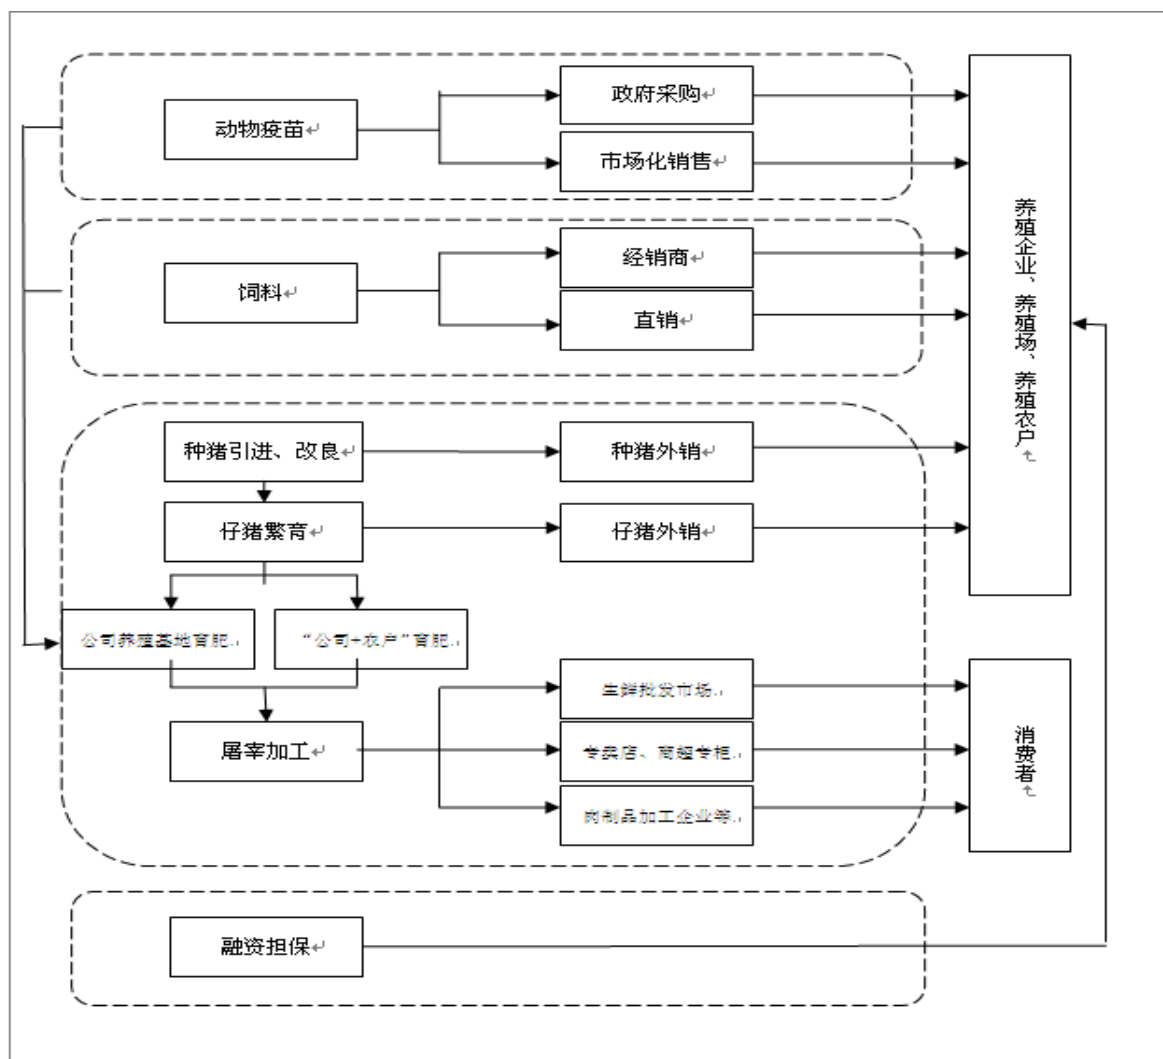 动物疫苗
政府采购
市场化销售
饲料
经销商
直销
养殖企业、养殖场、养殖农户
种猪引进、改良
种猪外销
仔猪繁育
仔猪外销
公司养殖基地育肥
“公司+农户”育肥
生鲜批发市场
屠宰加工
专卖店、商超专柜
肉制品加工企业等
消费者
融资担保